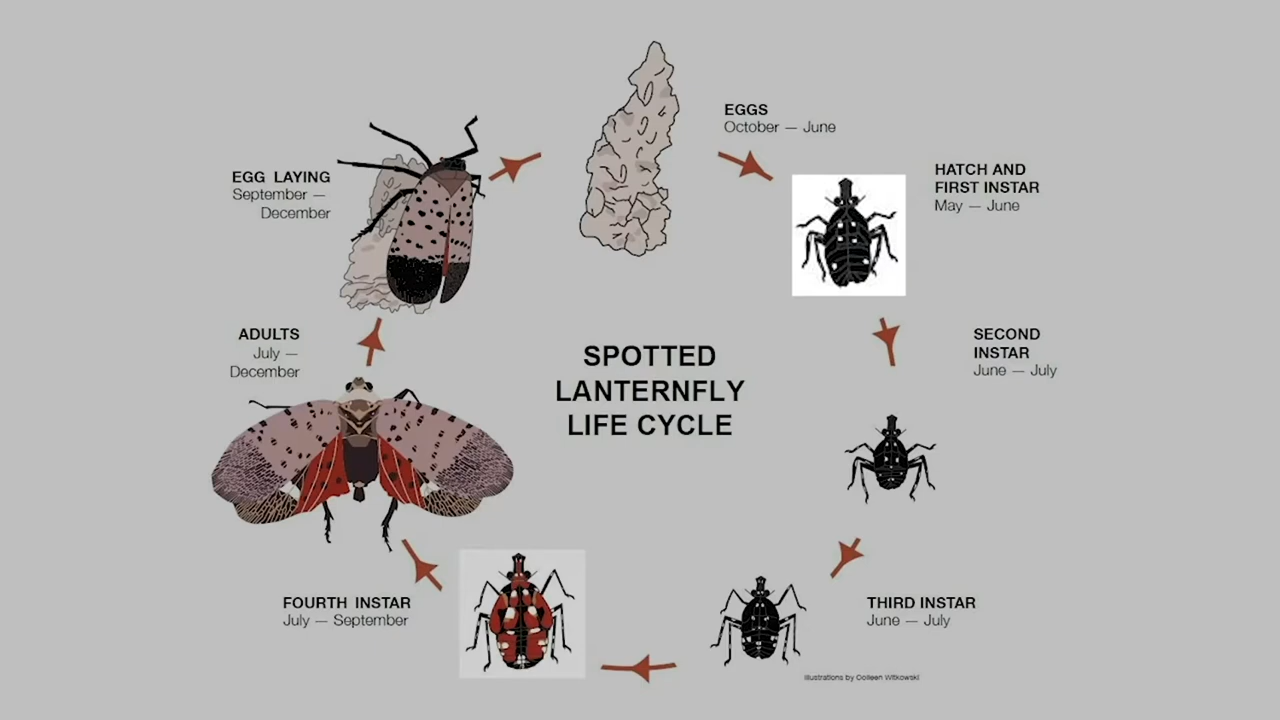 EGGS
October — June
HATCH AND
FIRST INSTAR
May — June
SECOND
INSTAR
June — July
THIRD INSTAR
June — July
FOURTH INSTAR
July — September
ADULTS
July —
December
EGG LAYING
September —
December
SPOTTED
LANTERNFLY
LIFE CYCLE
Illustrations by Colleen Witkowski